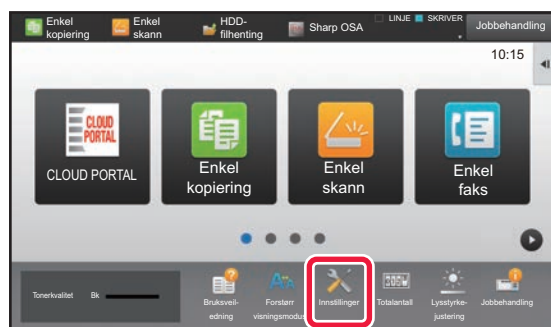 Enkel
kopiering
Enkel
skann
HDD-
filhenting
Sharp OSA
LINJE
SKRIVER
Jobbehandling
10:15
CLOUD
PORTAL
CLOUD PORTAL
Enkel
kopiering
Enkel
skann
Enkel
faks
Tonerkvalitet Bk
Bruksveil-
edning
Forstørr
visningsmodus
Innstillinger
Totalantall
Lysstyrke-
justering
Jobbehandling